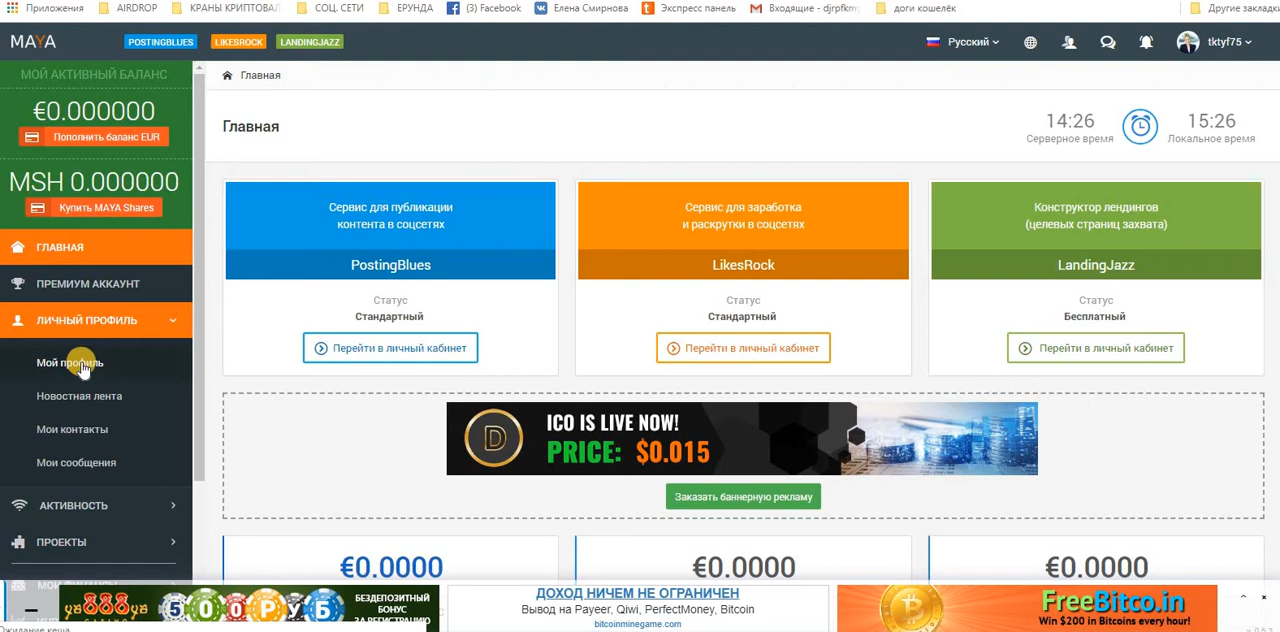 Приложения
AIRDROP
КРАНЫ КРИПТОВАЛ
СОЦ. СЕТИ
ЕРУНДА
(3) Facebook
Елена Смирнова
Экспресс панель
Входящие - djrpfkm
доги кошелёк
Другие закладки
MAYA
POSTINGBLUES
LIKESROCK
LANDINGJAZZ
Русский
tktyf75
МОЙ АКТИВНЫЙ БАЛАНС
€0.000000
Пополнить баланс EUR
MSH 0.000000
Купить MAYA Shares
ГЛАВНАЯ
ПРЕМИУМ АККАУНТ
ЛИЧНЫЙ ПРОФИЛЬ
Мой профиль
Новостная лента
Мои контакты
Мои сообщения
АКТИВНОСТЬ
ПРОЕКТЫ
Главная
Главная
14:26
Серверное время
15:26
Локальное время
Сервис для публикации
контента в соцсетях
PostingBlues
Статус
Стандартный
Перейти в личный кабинет
Сервис для заработка
и раскрутки в соцсетях
LikesRock
Статус
Стандартный
Перейти в личный кабинет
Конструктор лендингов
(целевых страниц захвата)
LandingJazz
Статус
Бесплатный
Перейти в личный кабинет
ICO IS LIVE NOW!
PRICE: $0.015
Заказать баннерную рекламу
€0.0000
€0.0000
€0.0000
888
500 РУБ
БЕЗДЕПОЗИТНЫЙ
БОНУС
ЗА РЕГИСТРАЦИЮ
ДОХОД НИЧЕМ НЕ ОГРАНИЧЕН
Вывод на Payeer, Qiwi, PerfectMoney, Bitcoin
bitcoinminegame.com
FreeBitco.in
Win $200 in Bitcoins every hour!